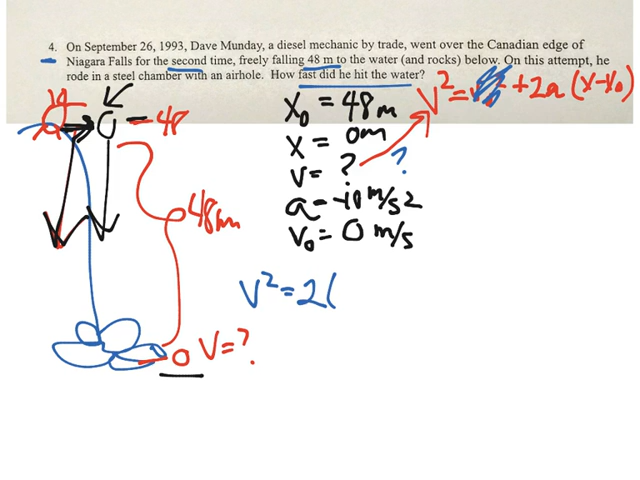 4. On September 26, 1993, Dave Munday, a diesel mechanic by trade, went over the Canadian edge of
Niagara Falls for the second time, freely falling 48 m to the water (and rocks) below. On this attempt, he
rode in a steel chamber with an airhole. How fast did he hit the water?
V² = + 2a (x-x₀)
x₀ = 48m
- 48
x = 0m
v = ?
?
a = -10 m/s2
48m
v₀ = 0 m/s
v² = 2(
0 v = ?